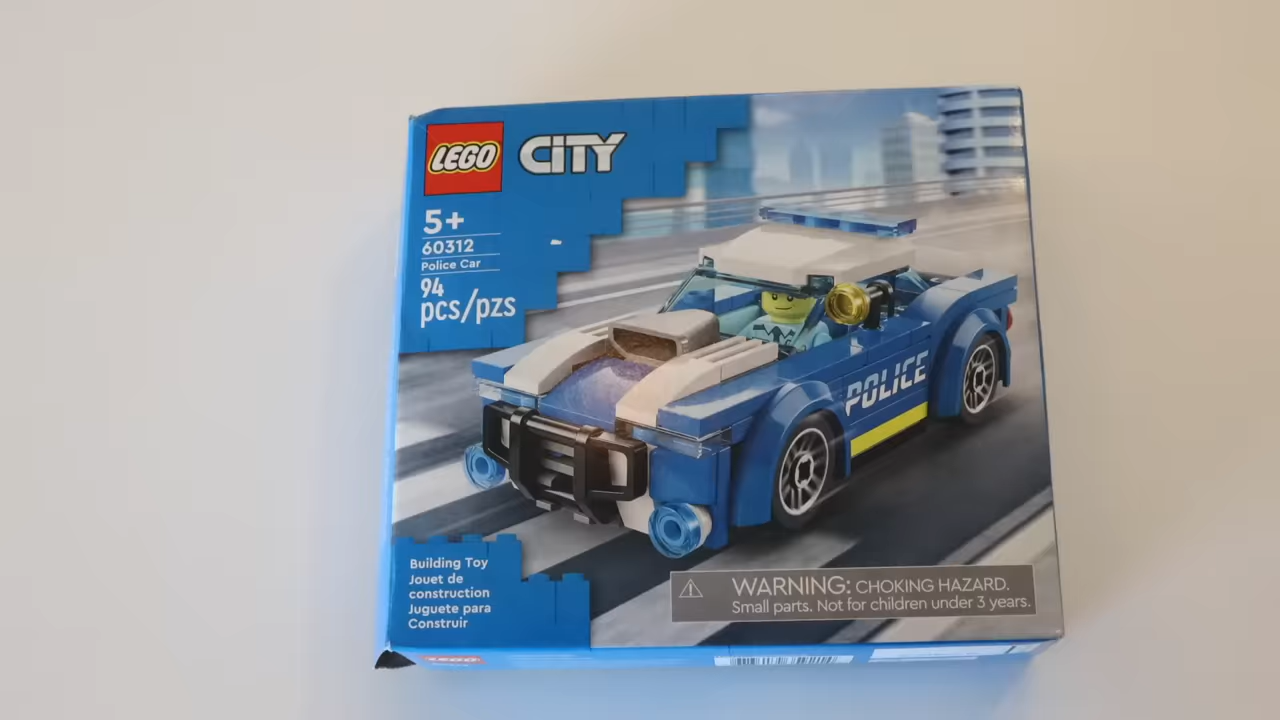 LEGO
CITY
5+
60312
Police Car
94
pcs/pzs
POLICE
Building Toy
Jouet de
construction
Juguete para
Construir
WARNING: CHOKING HAZARD.
Small parts. Not for children under 3 years.
LEGO